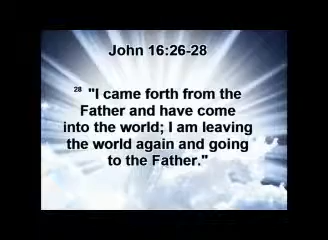 John 16:26-28
28 "I came forth from the
Father and have come
into the world; I am leaving
the world again and going
to the Father."